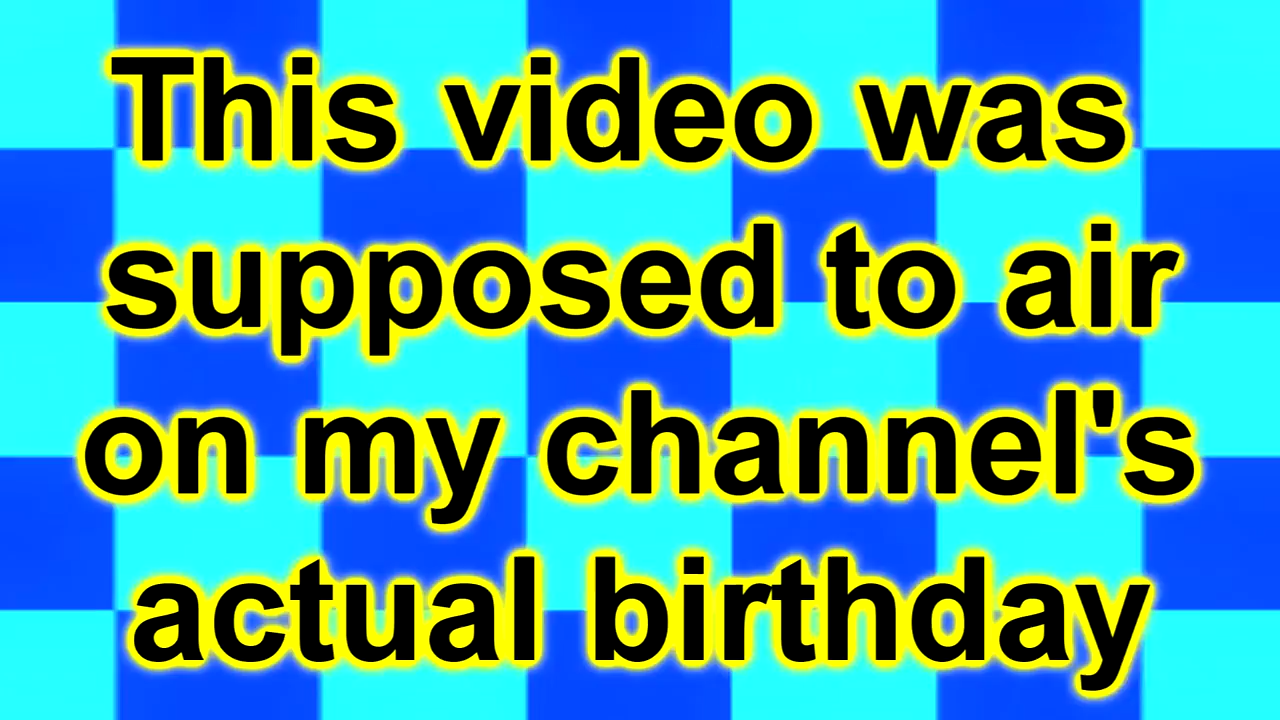 This video was
supposed to air
on my channel's
actual birthday